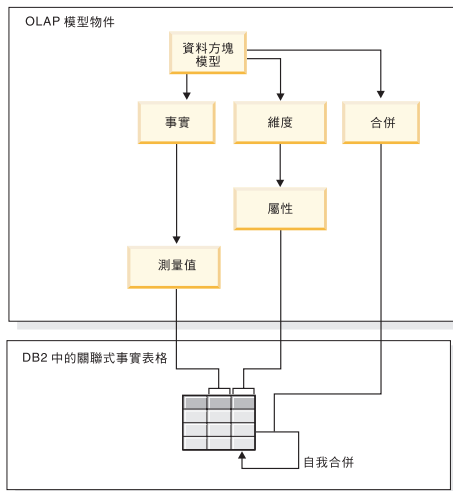 OLAP 模型物件
資料方塊
模型
事實
維度
合併
屬性
測量值
DB2 中的關聯式事實表格
自我合併